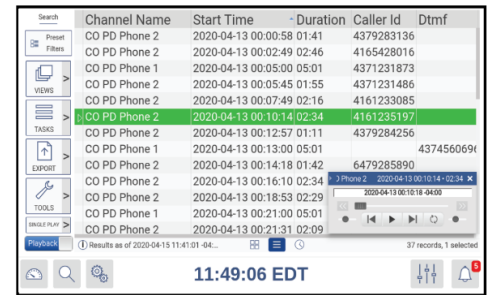 Search
Channel Name Start Time Duration Caller Id Dtmf
Preset Filters
CO PD Phone 2 2020-04-13 00:00:58 01:41 4379283136
CO PD Phone 2 2020-04-13 00:02:49 02:46 4165428016
CO PD Phone 1 2020-04-13 00:05:00 05:01 4371231873
VIEWS
CO PD Phone 2 2020-04-13 00:05:45 01:55 4371231486
CO PD Phone 2 2020-04-13 00:07:49 02:16 4161233085
CO PD Phone 2 2020-04-13 00:10:14 02:34 4161235197
TASKS
CO PD Phone 2 2020-04-13 00:12:57 01:11 4379284256
CO PD Phone 1 2020-04-13 00:13:00 05:01 4374560696
EXPORT
CO PD Phone 2 2020-04-13 00:14:18 01:42 6479285890
CO PD Phone 2 2020-04-13 00:16:10 02:34
Phone 2 2020-04-13 00:10:14 • 02:34 ×
CO PD Phone 2 2020-04-13 00:18:53 02:29
2020-04-13 00:10:18 -04:00
TOOLS
CO PD Phone 1 2020-04-13 00:21:00 05:01
SINGLE PLAY >
CO PD Phone 2 2020-04-13 00:21:31 02:09
Playback
Results as of 2020-04-15 11:41:01 -04:...
37 records, 1 selected
11:49:06 EDT
5